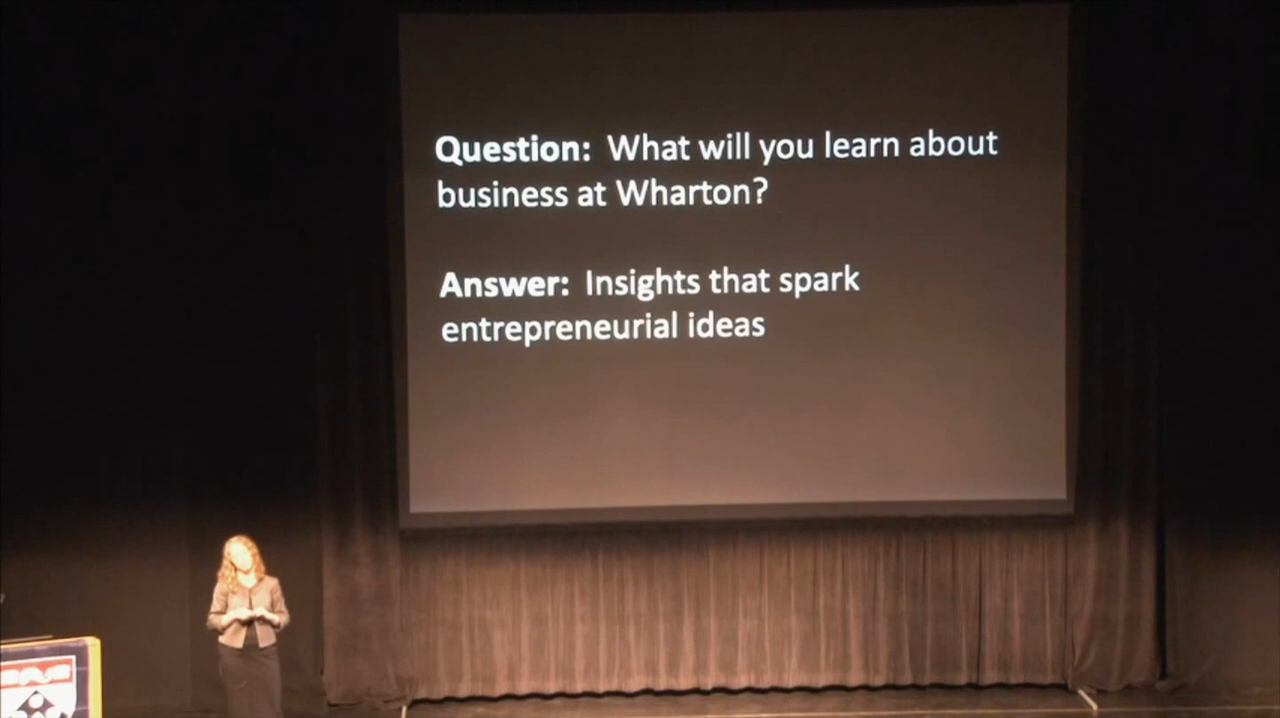 Question: What will you learn about
business at Wharton?
Answer: Insights that spark
entrepreneurial ideas